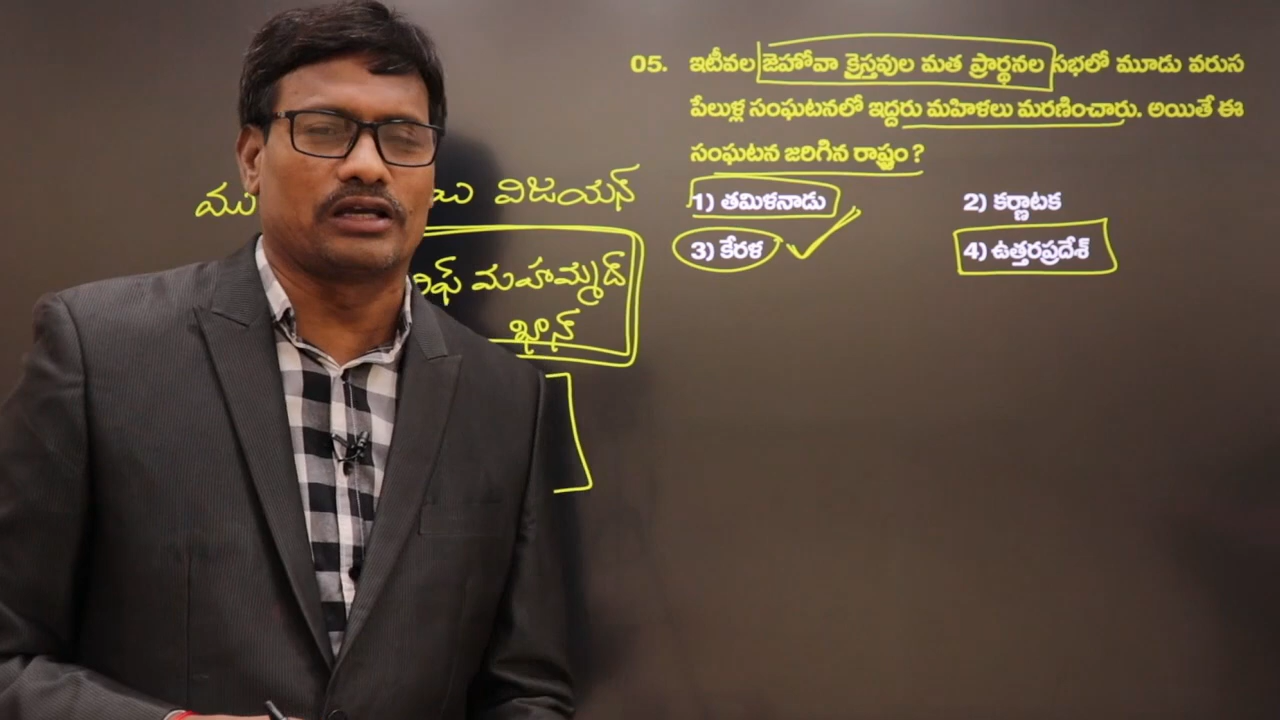 05. ఇటీవల జెహోవా క్రైస్తవుల మత ప్రార్థనల సభలో మూడు వరుస
పేలుళ్ల సంఘటనలో ఇద్దరు మహిళలు మరణించారు. అయితే ఈ
సంఘటన జరిగిన రాష్ట్రం ?
1) తమిళనాడు 2) కర్ణాటక
3) కేరళ 4) ఉత్తరప్రదేశ్
విజయన్
మహమ్మెద్
ఖాన్